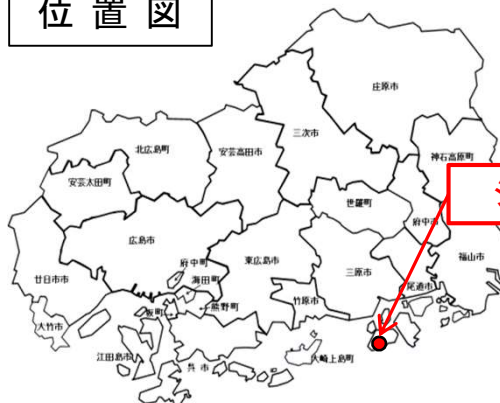 位置図
庄原市
三次市
北広島町
安芸高田市
神石高原町
安芸太田町
世羅町
府中市
広島市
福山市
府中町
東広島市
三原市
海田町
廿日市市
尾道市
竹原市
熊野町
坂町
大竹市
江田島市
大崎上島町
呉市